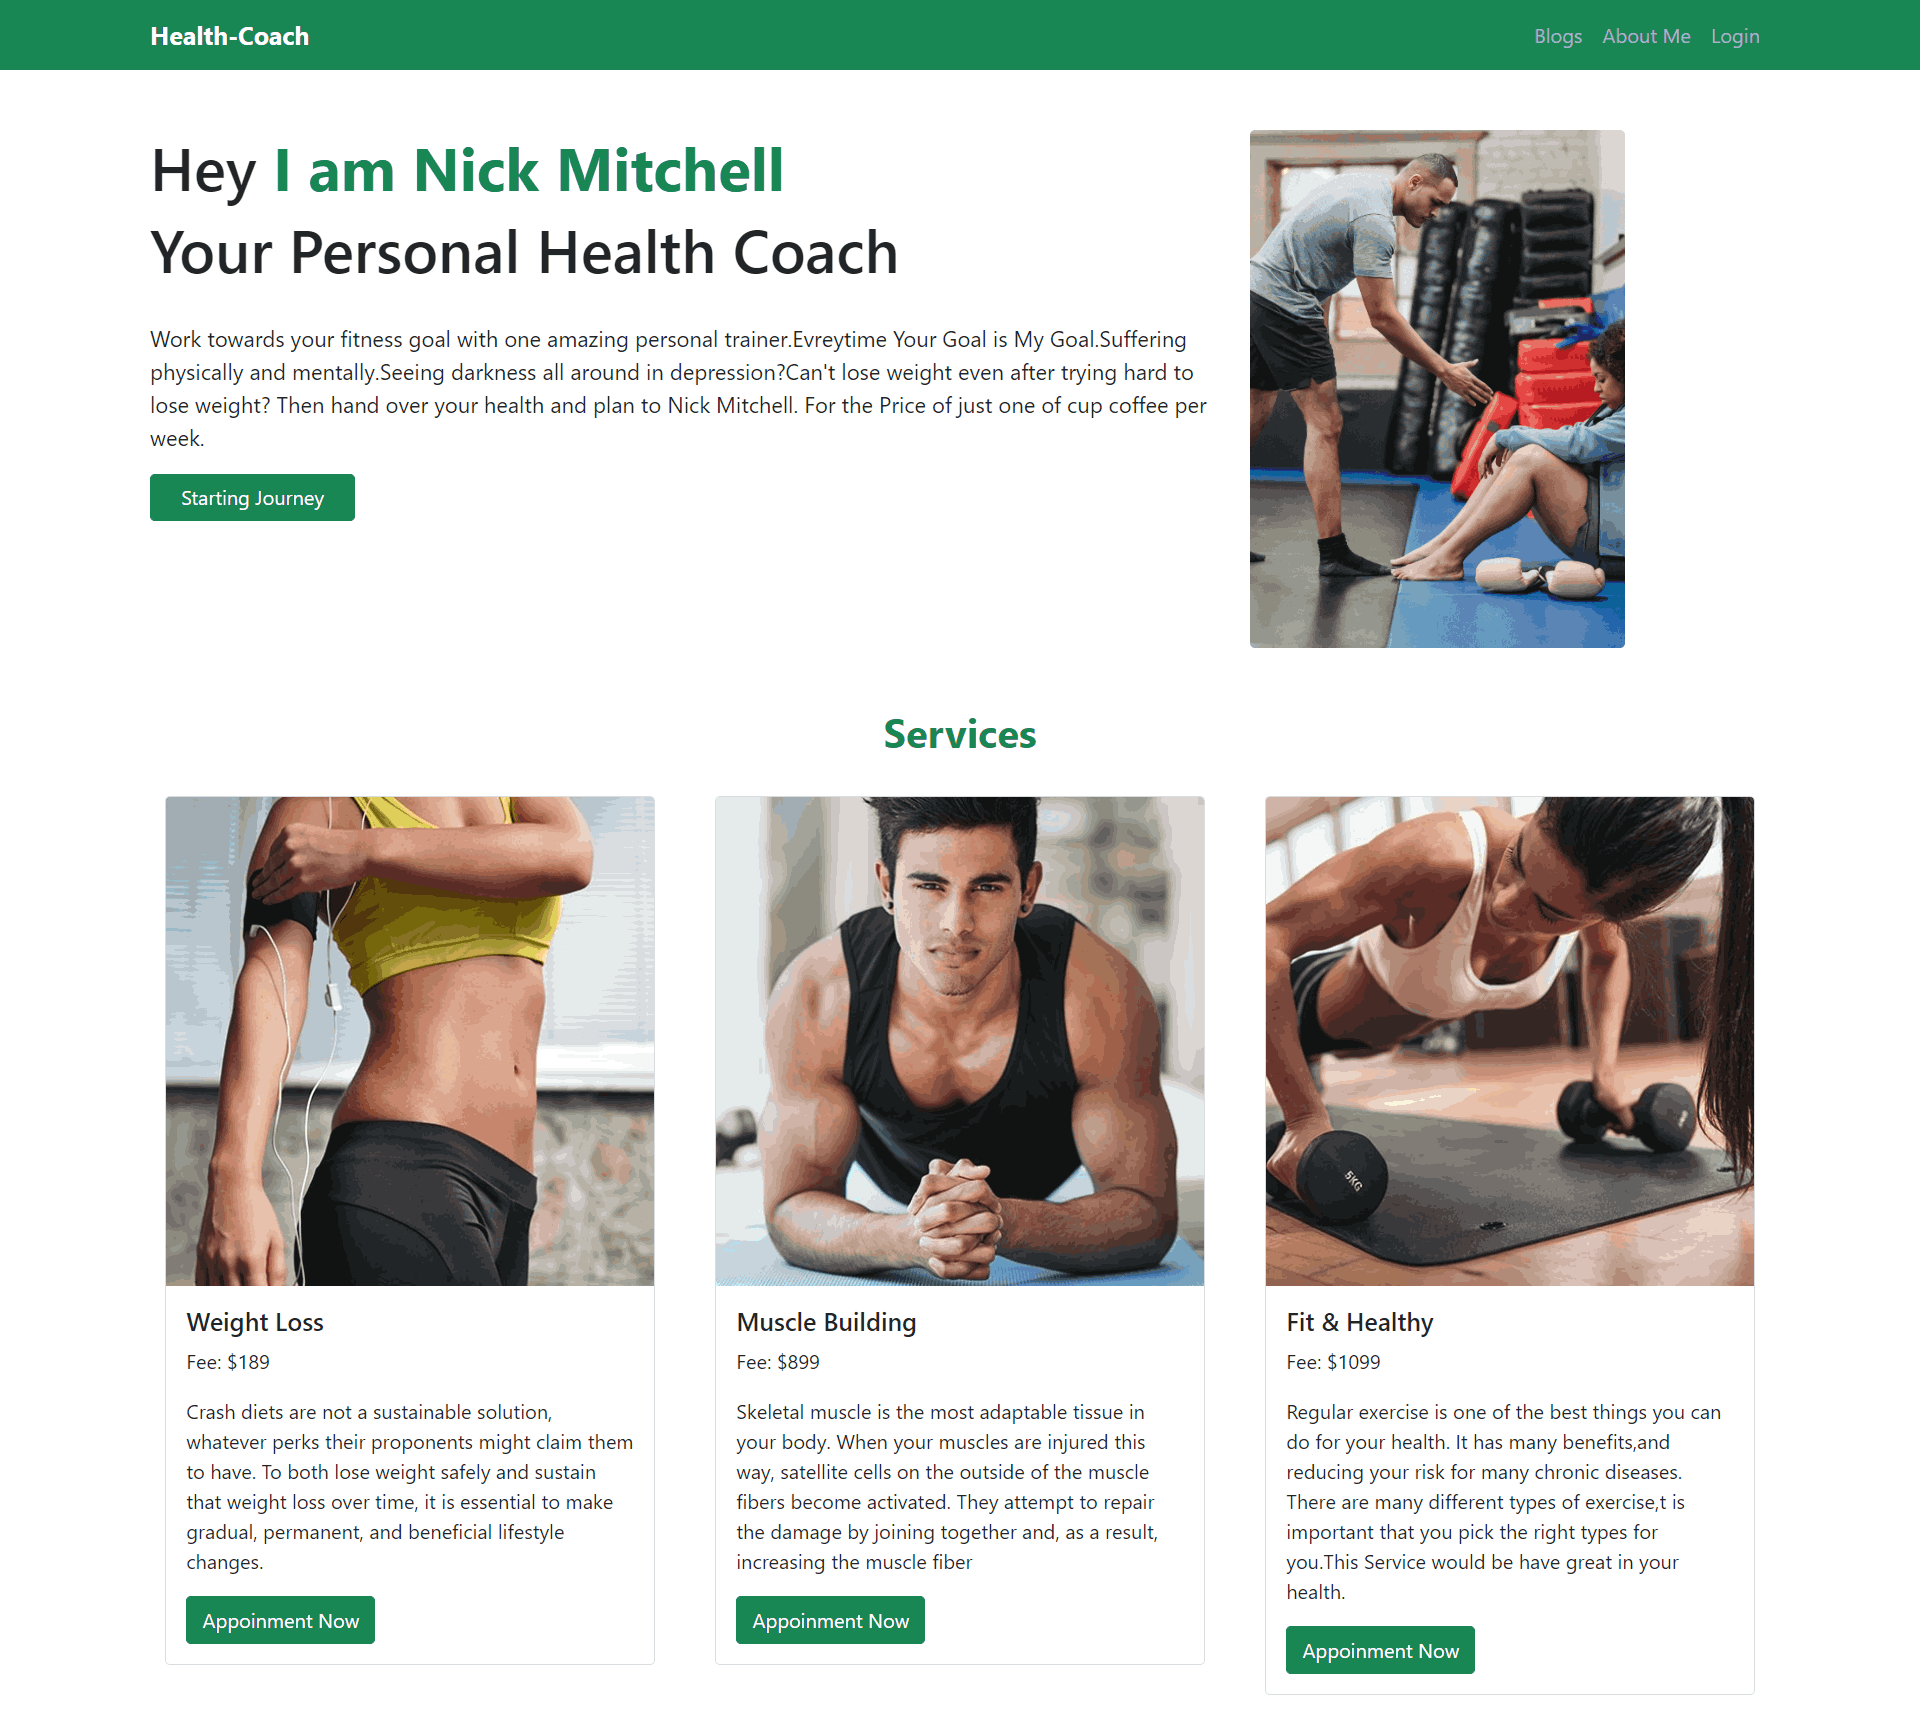 Health-Coach
Blogs About Me Login
Hey I am Nick Mitchell
Your Personal Health Coach
Work towards your fitness goal with one amazing personal trainer.Evreytime Your Goal is My Goal.Suffering
physically and mentally.Seeing darkness all around in depression?Can't lose weight even after trying hard to
lose weight? Then hand over your health and plan to Nick Mitchell. For the Price of just one of cup coffee per
week.
Starting Journey
Services
5KG
Weight Loss
Fee: $189
Crash diets are not a sustainable solution,
whatever perks their proponents might claim them
to have. To both lose weight safely and sustain
that weight loss over time, it is essential to make
gradual, permanent, and beneficial lifestyle
changes.
Appoinment Now
Muscle Building
Fee: $899
Skeletal muscle is the most adaptable tissue in
your body. When your muscles are injured this
way, satellite cells on the outside of the muscle
fibers become activated. They attempt to repair
the damage by joining together and, as a result,
increasing the muscle fiber
Appoinment Now
Fit & Healthy
Fee: $1099
Regular exercise is one of the best things you can
do for your health. It has many benefits,and
reducing your risk for many chronic diseases.
There are many different types of exercise,t is
important that you pick the right types for
you.This Service would be have great in your
health.
Appoinment Now